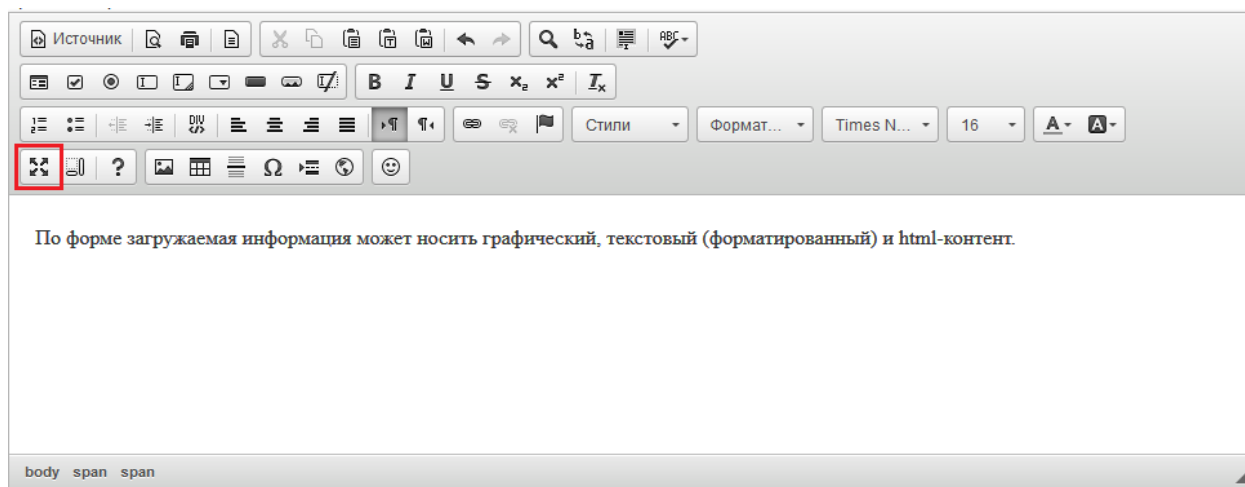 Источник
ABC
B I U S x₂ x² Iₓ
DIV Стили Формат... Times N... 16 A A
? Ω
По форме загружаемая информация может носить графический, текстовый (форматированный) и html-контент.
body span span